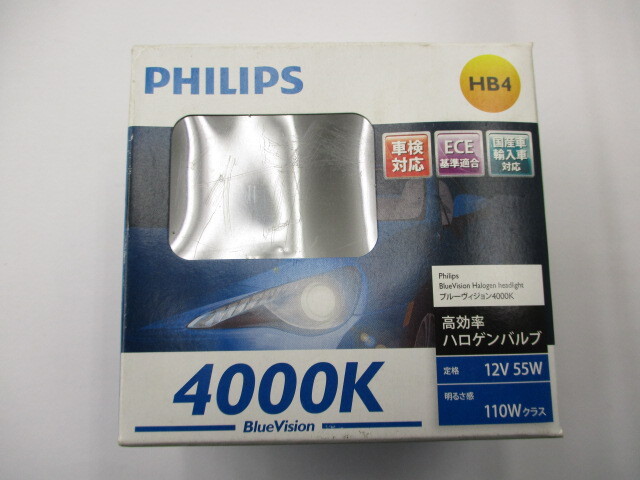 PHILIPS
HB4
車検
対応
ECE
基準適合
国産車
輸入車
対応
Philips
BlueVision Halogen headlight
ブルーヴィジョン4000K
高効率
ハロゲンバルブ
定格 12V 55W
明るさ感 110Wクラス
4000K
BlueVision